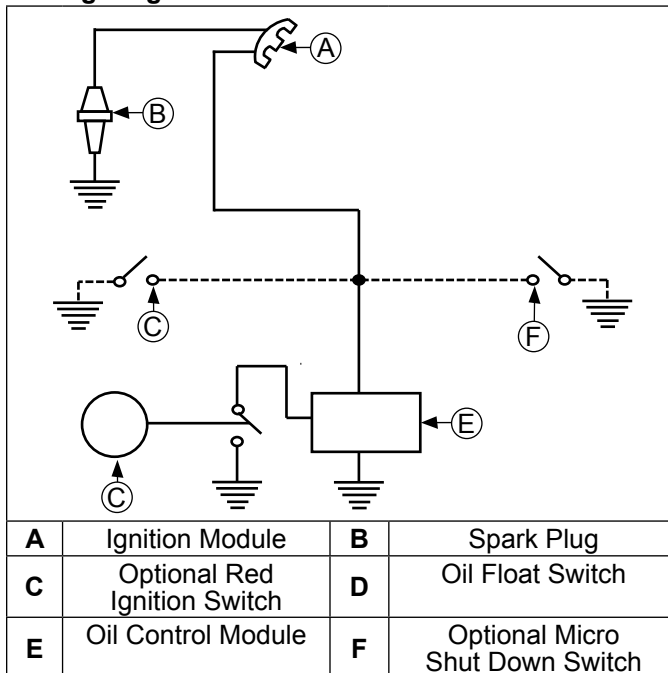 A
B
C
F
E
C
A Ignition Module B Spark Plug
C Optional Red Ignition Switch D Oil Float Switch
E Oil Control Module F Optional Micro Shut Down Switch